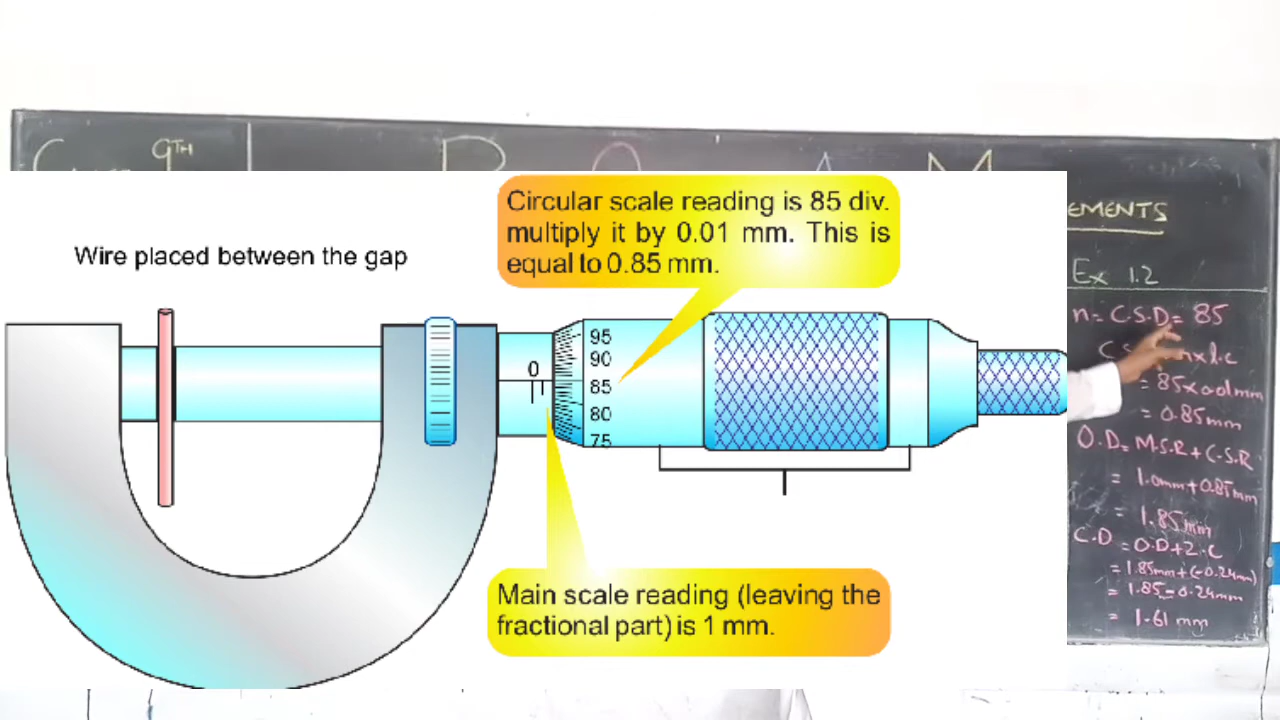 9TH
EMENTS
Circular scale reading is 85 div.
multiply it by 0.01 mm. This is
equal to 0.85 mm.
Wire placed between the gap
Ex 1.2
n = C.S.D = 85
n x l.c
= 85 x 0.01mm
= 0.85mm
O.D = M.S.R + C.S.R
= 1.0mm + 0.85mm
= 1.85mm
C.D = O.D + Z.C
= 1.85mm + (-0.24mm)
= 1.85 - 0.24mm
= 1.61 mm
0
95
90
85
80
75
Main scale reading (leaving the
fractional part) is 1 mm.